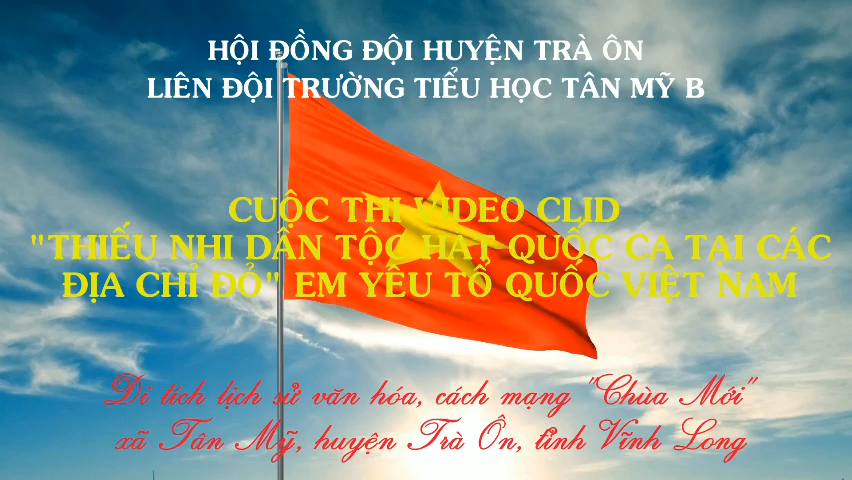 HỘI ĐỒNG ĐỘI HUYỆN TRÀ ÔN
LIÊN ĐỘI TRƯỜNG TIỂU HỌC TÂN MỸ B
CUỘC THI VIDEO CLID
"THIẾU NHI DÂN TỘC HÁT QUỐC CA TẠI CÁC
ĐỊA CHỈ ĐỎ" EM YÊU TỔ QUỐC VIỆT NAM
Di tích lịch sử văn hóa, cách mạng "Chùa Mới"
xã Tân Mỹ, huyện Trà Ôn, tỉnh Vĩnh Long